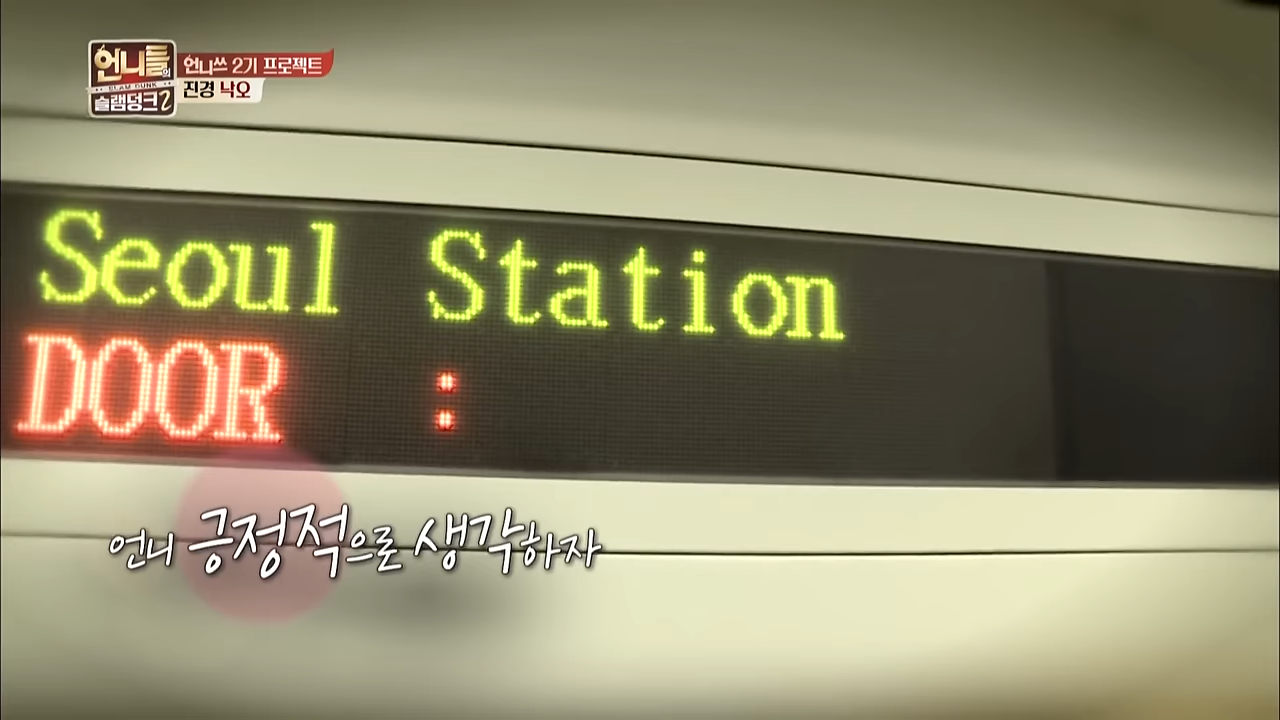 언니들의
SLAM DUNK
슬램덩크2
언니쓰 2기 프로젝트
진경 낙오
Seoul Station
DOOR :
언니 긍정적으로 생각하자